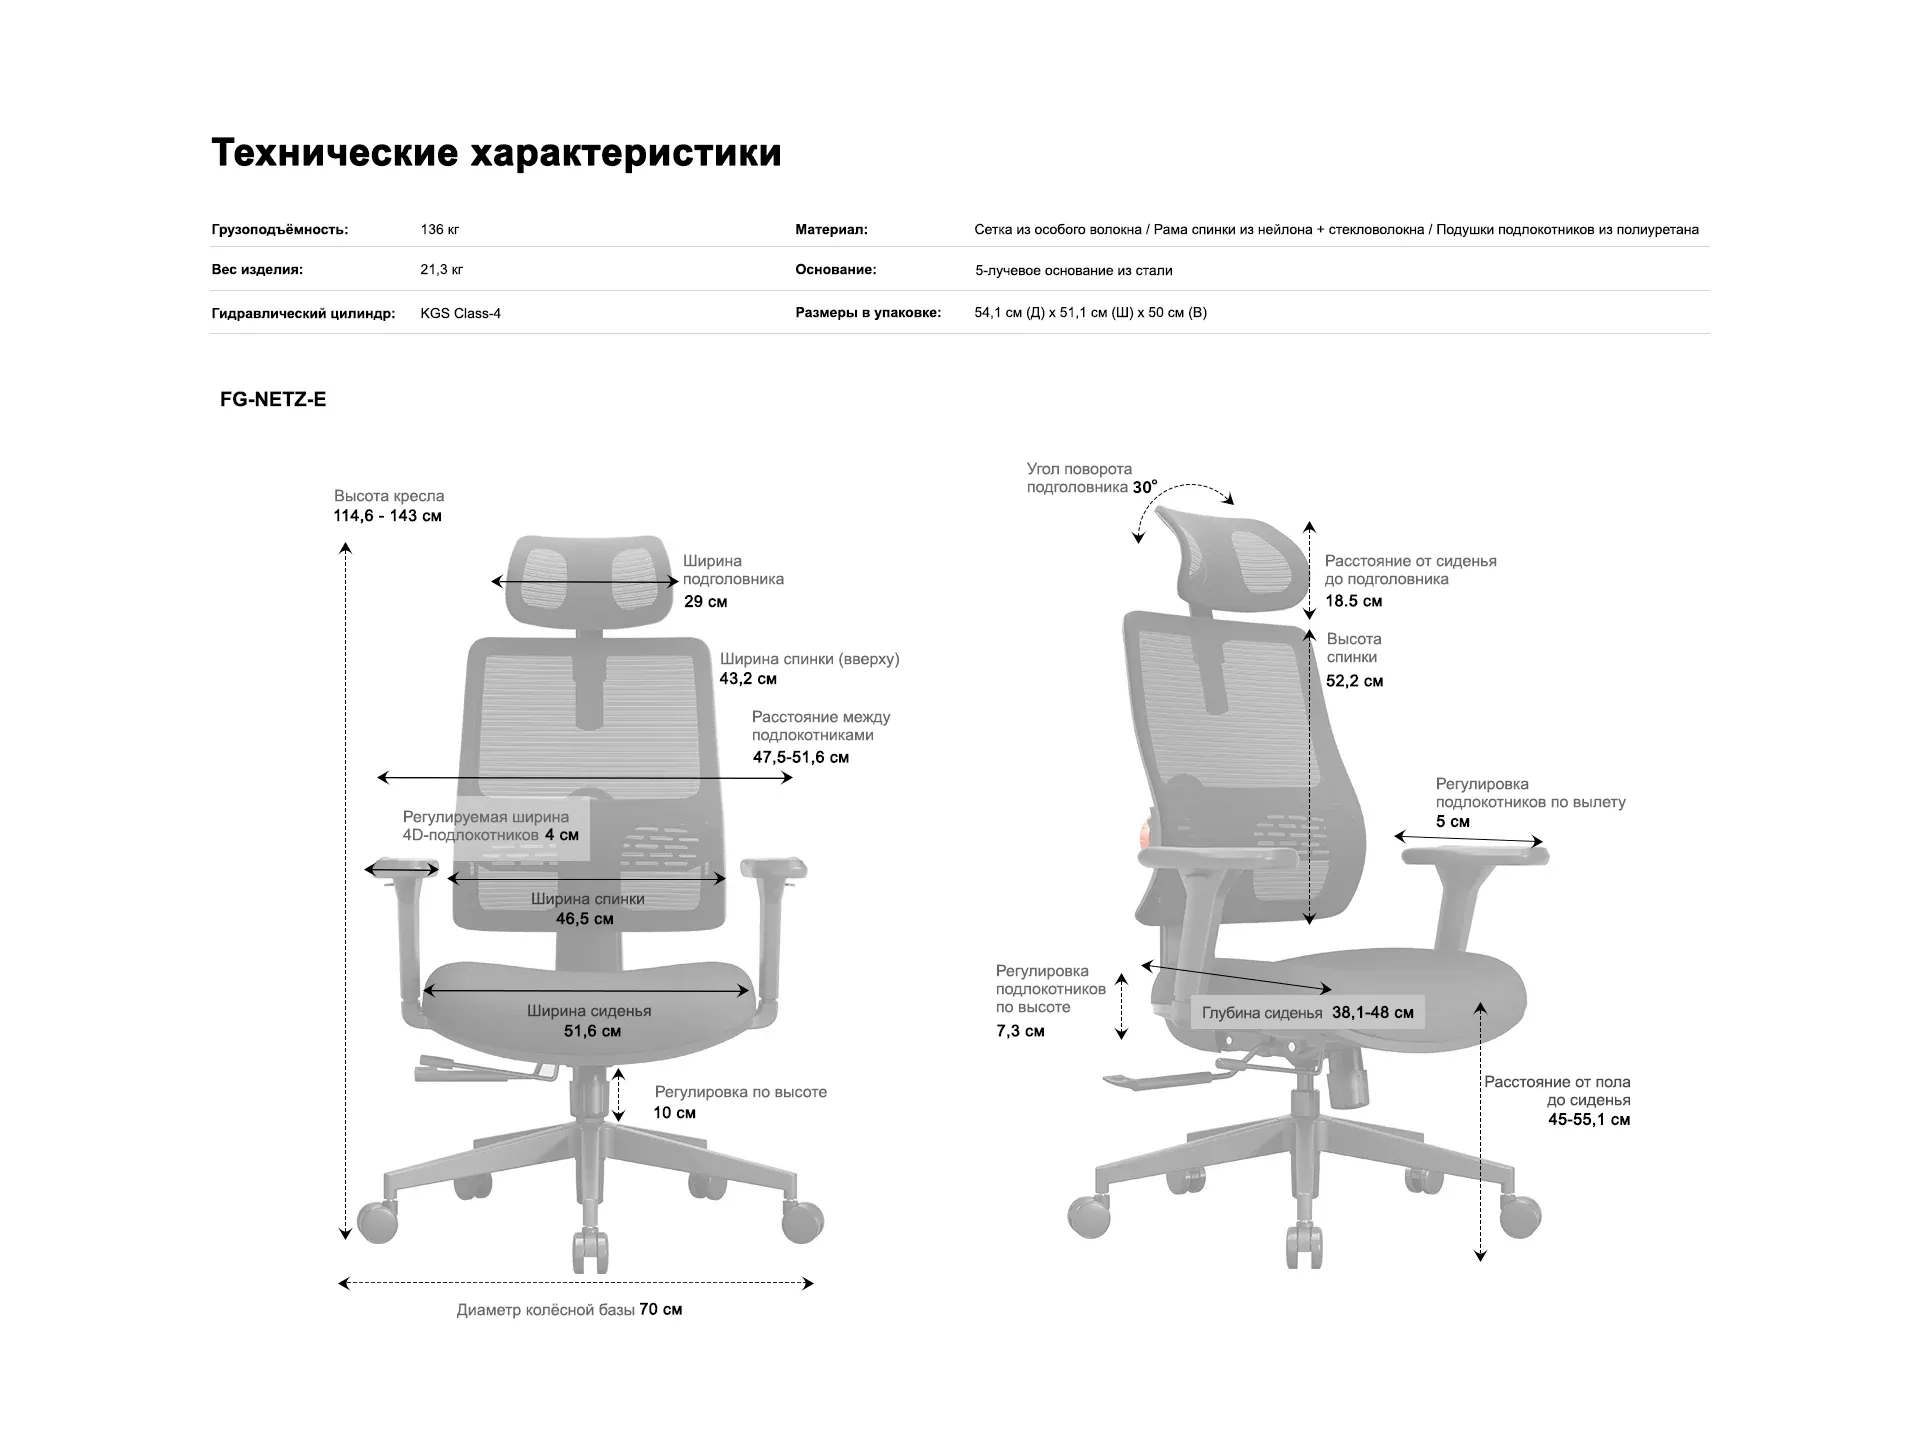 Технические характеристики
Грузоподъёмность: 136 кг Материал: Сетка из особого волокна / Рама спинки из нейлона + стекловолокна / Подушки подлокотников из полиуретана
Вес изделия: 21,3 кг Основание: 5-лучевое основание из стали
Гидравлический цилиндр: KGS Class-4 Размеры в упаковке: 54,1 см (Д) x 51,1 см (Ш) x 50 см (В)
FG-NETZ-E
Высота кресла
114,6 - 143 см
Ширина
подголовника
29 см
Ширина спинки (вверху)
43,2 см
Расстояние между
подлокотниками
47,5-51,6 см
Регулируемая ширина
4D-подлокотников 4 см
Ширина спинки
46,5 см
Ширина сиденья
51,6 см
Регулировка по высоте
10 см
Диаметр колёсной базы 70 см
Угол поворота
подголовника 30°
Расстояние от сиденья
до подголовника
18.5 см
Высота
спинки
52,2 см
Регулировка
подлокотников по вылету
5 см
Регулировка
подлокотников
по высоте
7,3 см
Глубина сиденья 38,1-48 см
Расстояние от пола
до сиденья
45-55,1 см